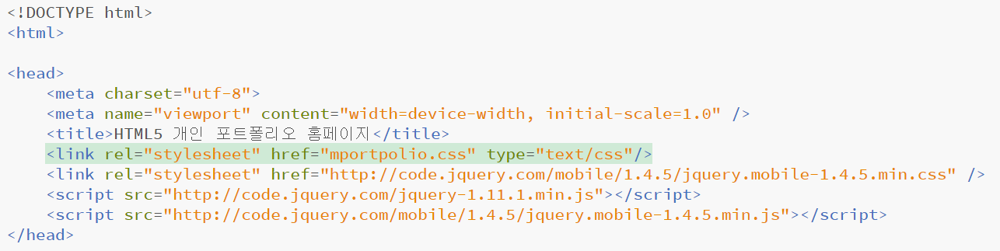 <!DOCTYPE html>
<html>
<head>
<meta charset="utf-8">
<meta name="viewport" content="width=device-width, initial-scale=1.0" />
<title>HTML5 개인 포트폴리오 홈페이지</title>
<link rel="stylesheet" href="mportpolio.css" type="text/css"/>
<link rel="stylesheet" href="http://code.jquery.com/mobile/1.4.5/jquery.mobile-1.4.5.min.css" />
<script src="http://code.jquery.com/jquery-1.11.1.min.js"></script>
<script src="http://code.jquery.com/mobile/1.4.5/jquery.mobile-1.4.5.min.js"></script>
</head>